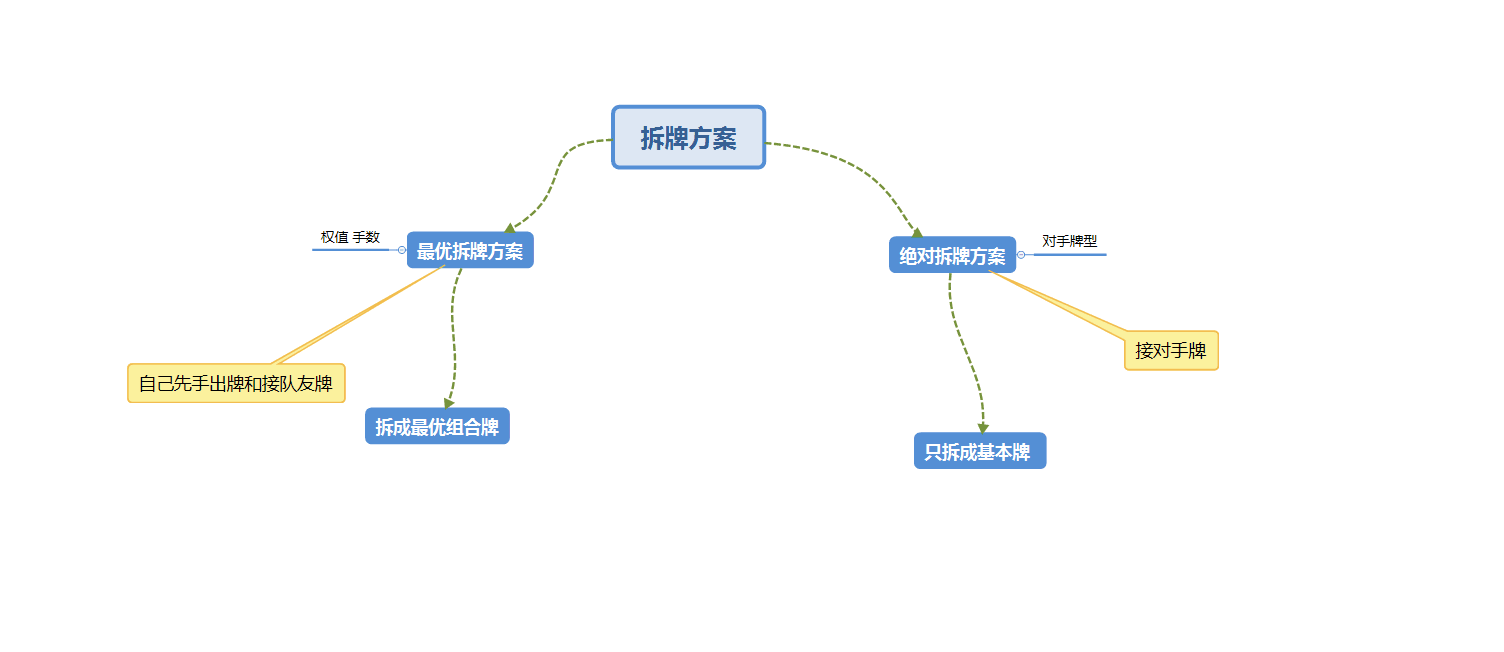 拆牌方案
权值 手数
最优拆牌方案
绝对拆牌方案
对手牌型
接对手牌
自己先手出牌和接队友牌
拆成最优组合牌
只拆成基本牌